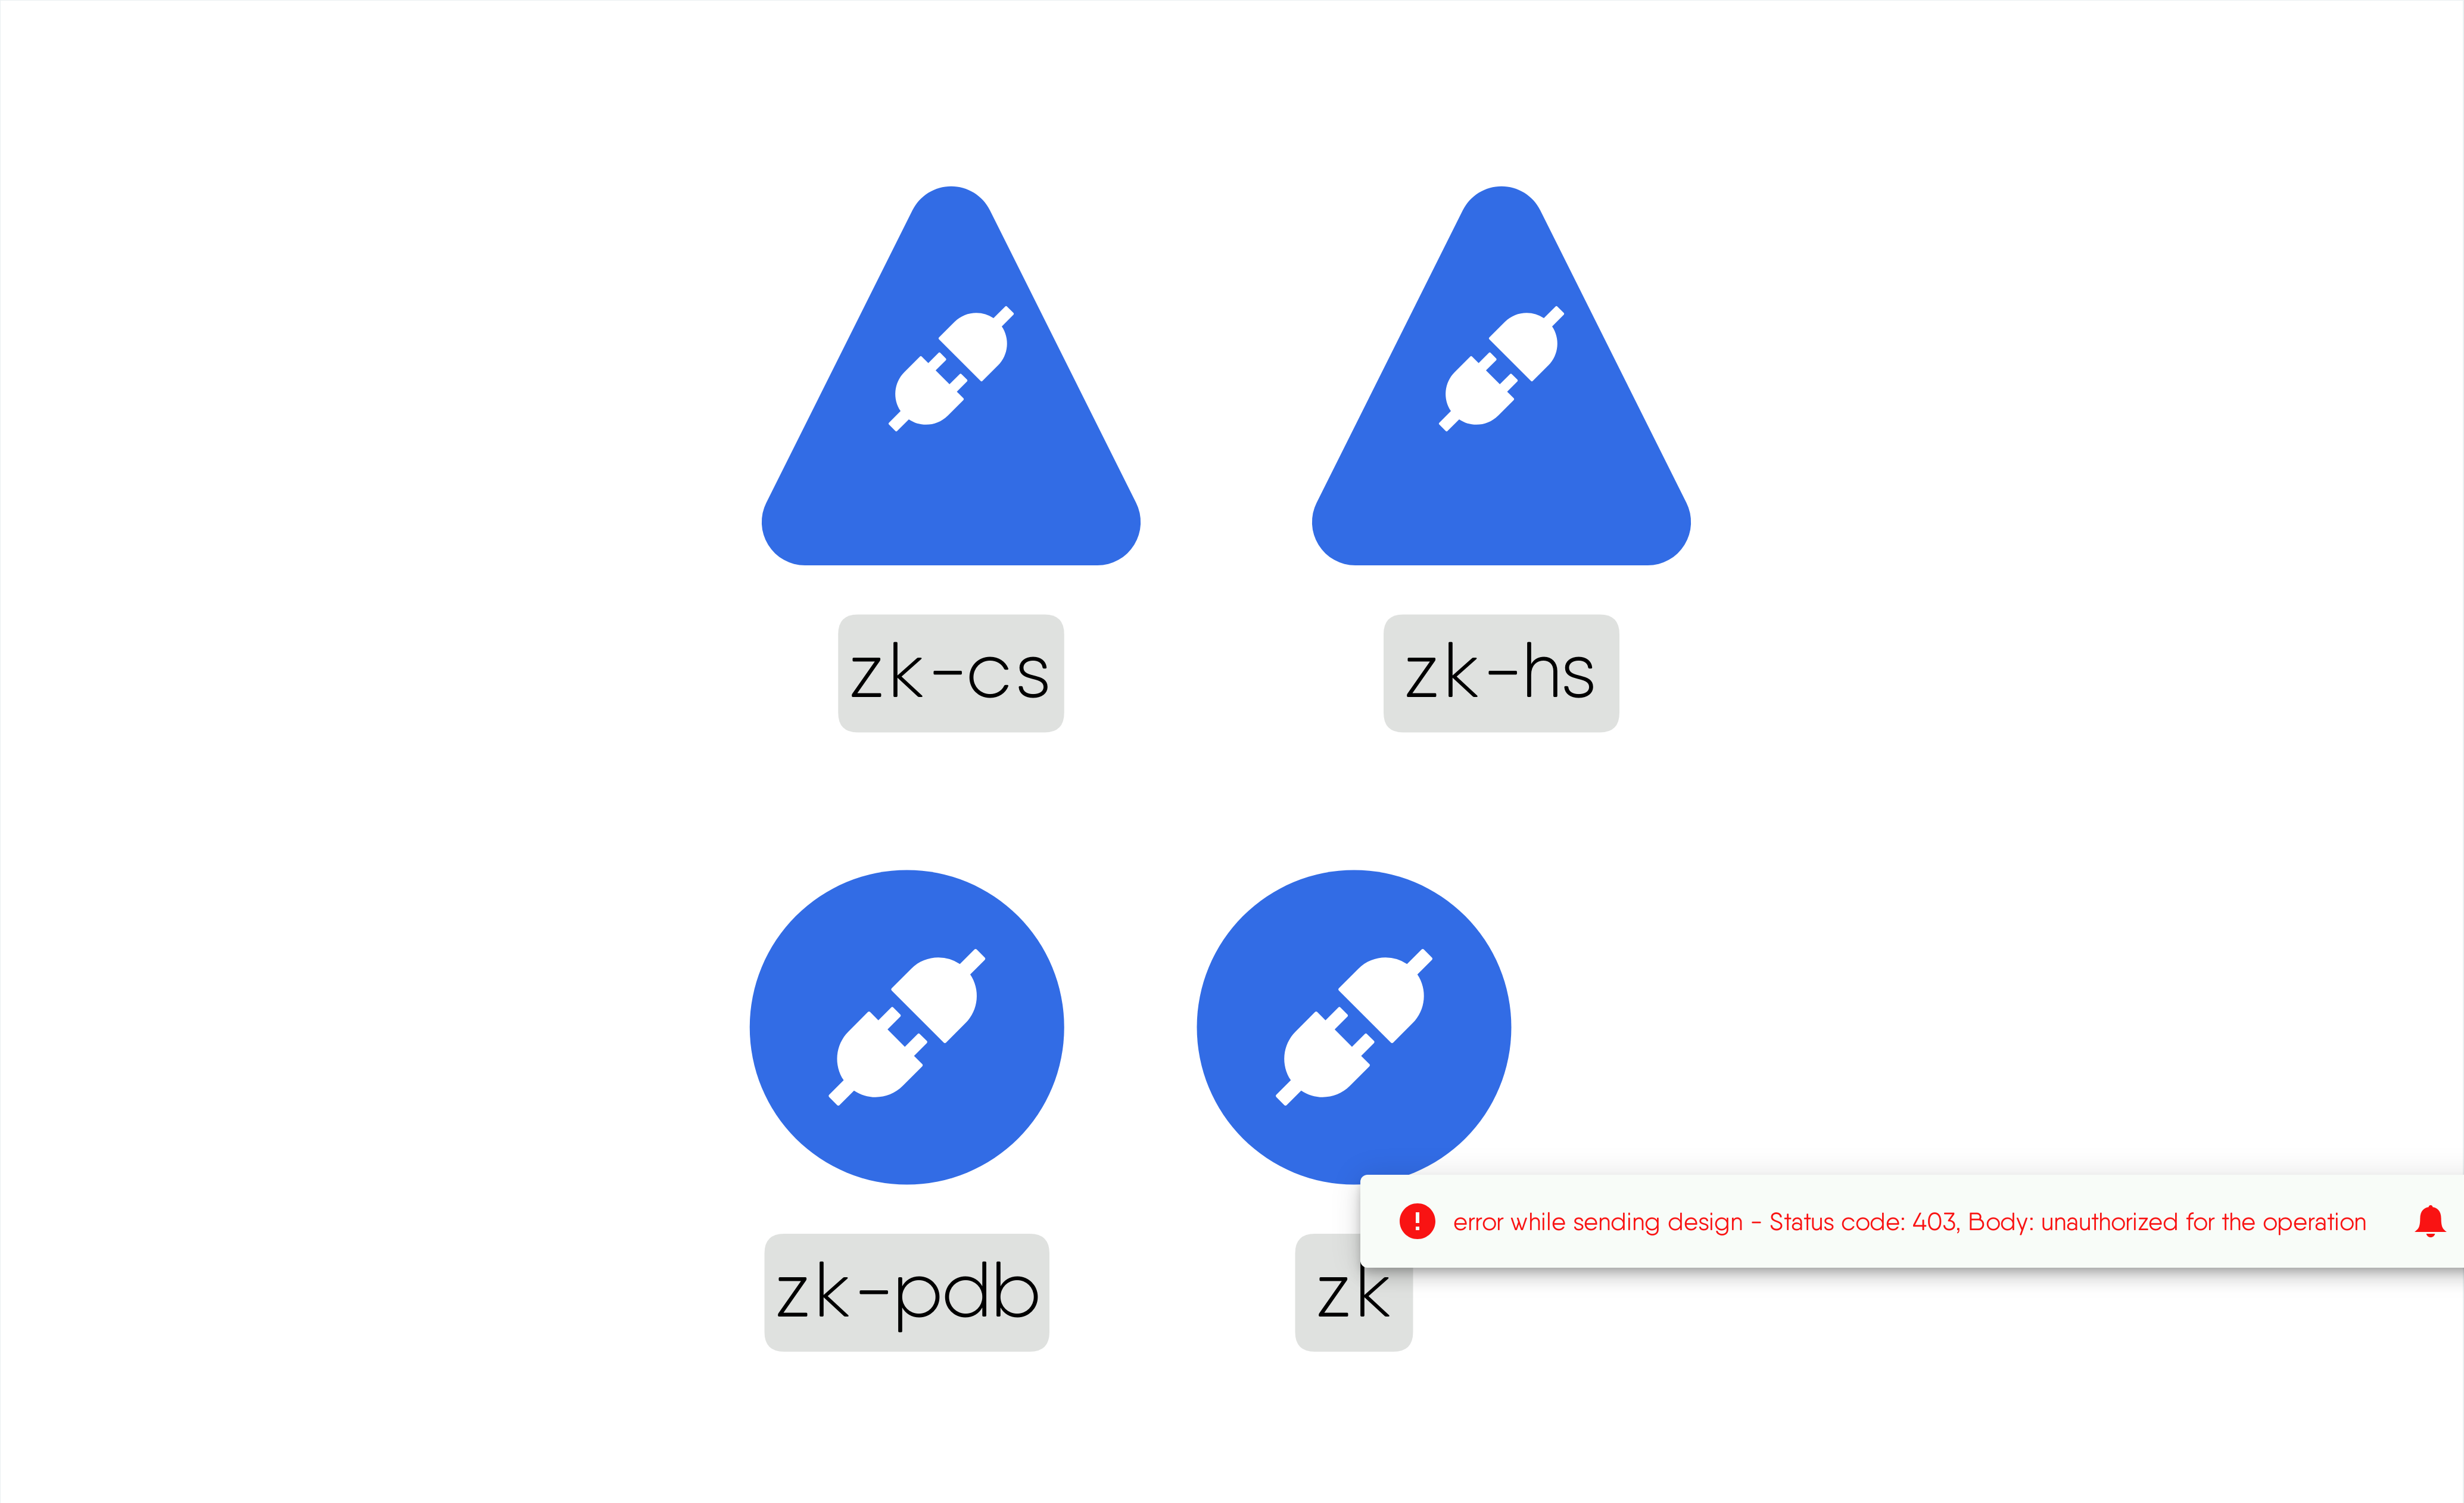 zk-cs
zk-hs
error while sending design - Status code: 403, Body: unauthorized for the operation
zk-pdb
zk